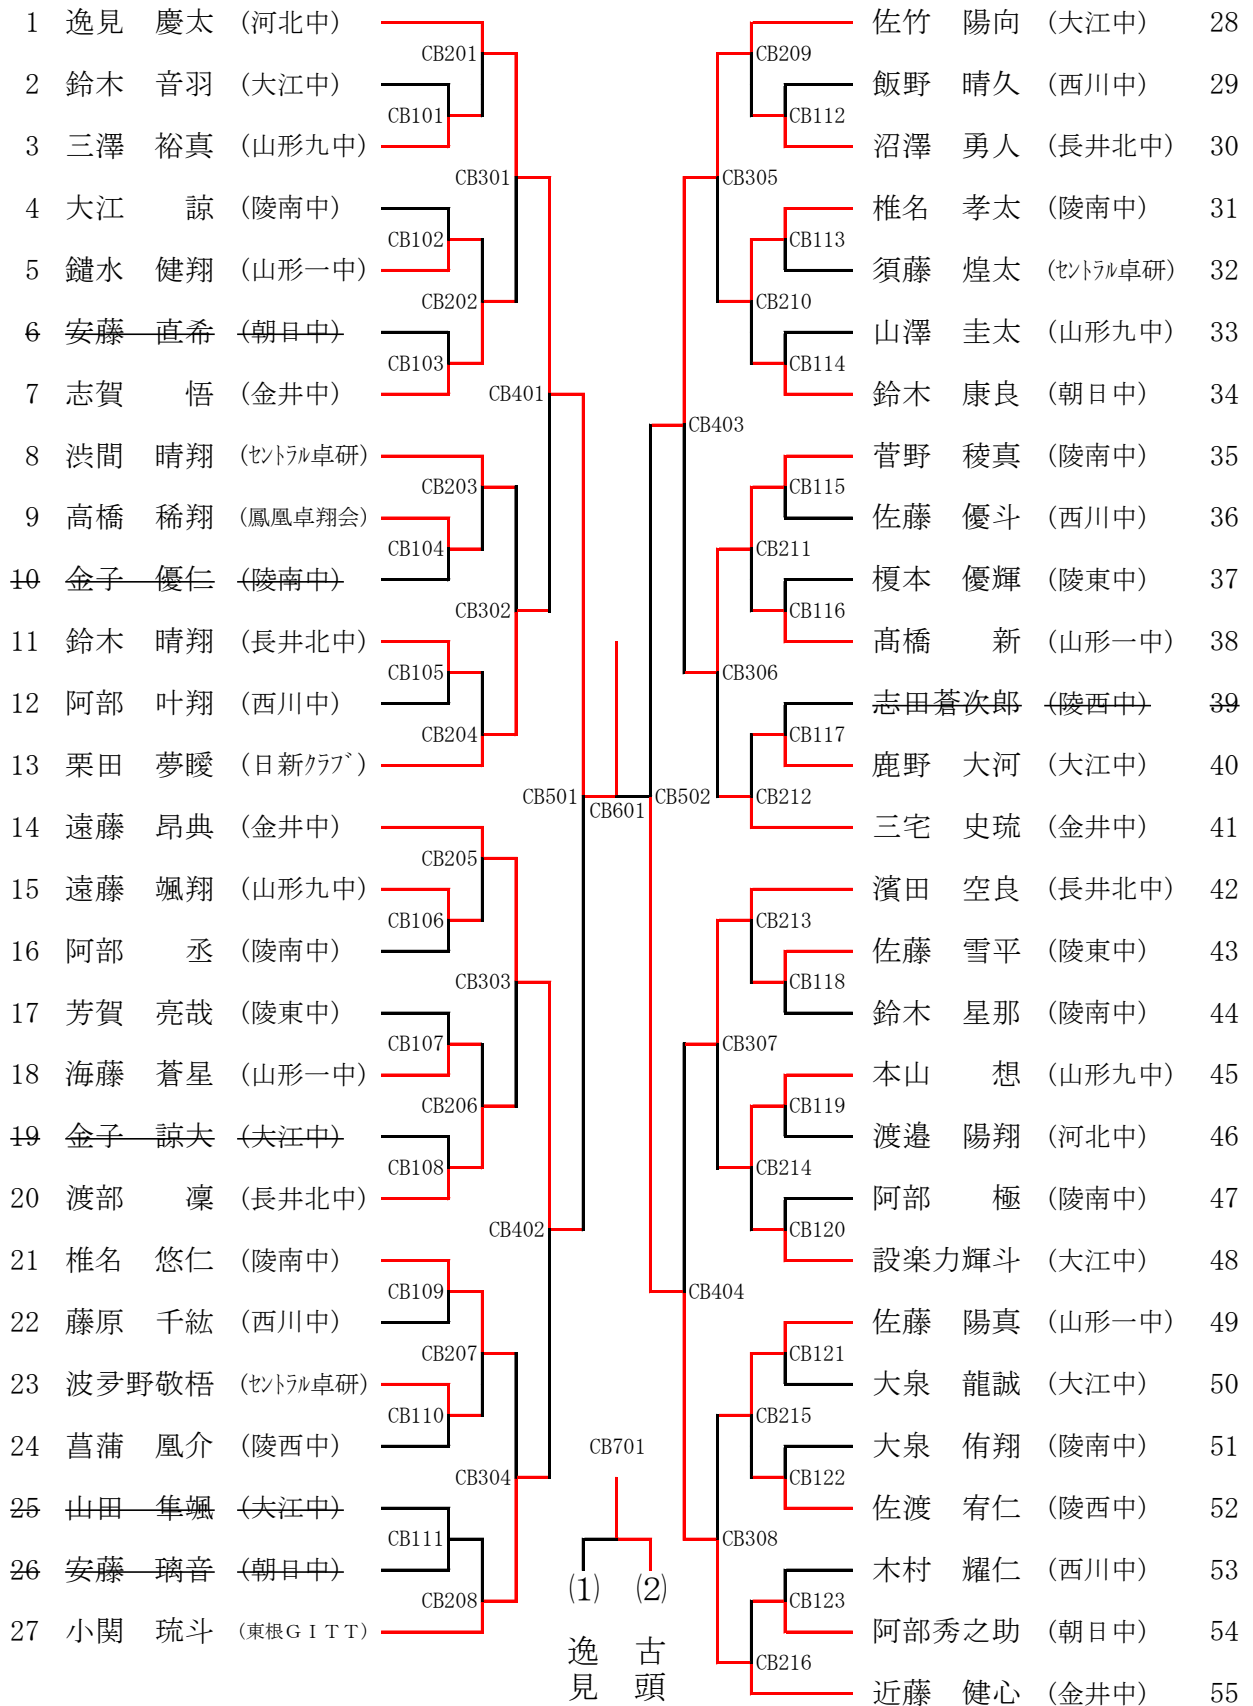 1 逸見 慶太 (河北中)
2 鈴木 音羽 (大江中)
3 三澤 裕真 (山形九中)
4 大江 諒 (陵南中)
5 鑓水 健翔 (山形一中)
6 安藤 直希 (朝日中)
7 志賀 悟 (金井中)
8 渋間 晴翔 (セントラル卓研)
9 高橋 稀翔 (鳳凰卓翔会)
10 金子 優仁 (陵南中)
11 鈴木 晴翔 (長井北中)
12 阿部 叶翔 (西川中)
13 栗田 夢瞹 (日新クラブ)
14 遠藤 昂典 (金井中)
15 遠藤 颯翔 (山形九中)
16 阿部 丞 (陵南中)
17 芳賀 亮哉 (陵東中)
18 海藤 蒼星 (山形一中)
19 金子 諒大 (大江中)
20 渡部 凜 (長井北中)
21 椎名 悠仁 (陵南中)
22 藤原 千紘 (西川中)
23 波夛野敬梧 (セントラル卓研)
24 菖蒲 凰介 (陵西中)
25 山田 隼颯 (大江中)
26 安藤 璃音 (朝日中)
27 小関 琉斗 (東根GITT)
CB201
CB101
CB301
CB102
CB202
CB103
CB401
CB203
CB104
CB302
CB105
CB204
CB501
CB205
CB106
CB303
CB107
CB206
CB108
CB402
CB109
CB207
CB110
CB304
CB111
CB208
CB601
CB701
(1) (2)
逸見
古頭
CB502
CB209
CB112
CB305
CB113
CB210
CB114
CB403
CB115
CB211
CB116
CB306
CB117
CB212
CB213
CB118
CB307
CB119
CB214
CB120
CB404
CB121
CB215
CB122
CB308
CB123
CB216
佐竹 陽向 (大江中) 28
飯野 晴久 (西川中) 29
沼澤 勇人 (長井北中) 30
椎名 孝太 (陵南中) 31
須藤 煌太 (セントラル卓研) 32
山澤 圭太 (山形九中) 33
鈴木 康良 (朝日中) 34
菅野 稜真 (陵南中) 35
佐藤 優斗 (西川中) 36
榎本 優輝 (陵東中) 37
髙橋 新 (山形一中) 38
志田蒼次郎 (陵西中) 39
鹿野 大河 (大江中) 40
三宅 史琉 (金井中) 41
濱田 空良 (長井北中) 42
佐藤 雪平 (陵東中) 43
鈴木 星那 (陵南中) 44
本山 想 (山形九中) 45
渡邉 陽翔 (河北中) 46
阿部 極 (陵南中) 47
設楽力輝斗 (大江中) 48
佐藤 陽真 (山形一中) 49
大泉 龍誠 (大江中) 50
大泉 侑翔 (陵南中) 51
佐渡 宥仁 (陵西中) 52
木村 耀仁 (西川中) 53
阿部秀之助 (朝日中) 54
近藤 健心 (金井中) 55